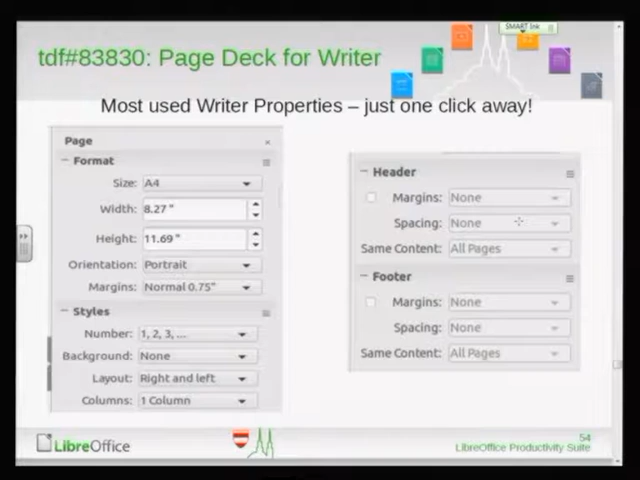 SMART Ink
tdf#83830: Page Deck for Writer
Most used Writer Properties – just one click away!
Page
Format
Size: A4
Width: 8.27 "
Height: 11.69 "
Orientation: Portrait
Margins: Normal 0.75"
Styles
Number: 1, 2, 3, ...
Background: None
Layout: Right and left
Columns: 1 Column
Header
Margins: None
Spacing: None
Same Content: All Pages
Footer
Margins: None
Spacing: None
Same Content: All Pages
LibreOffice
54
LibreOffice Productivity Suite